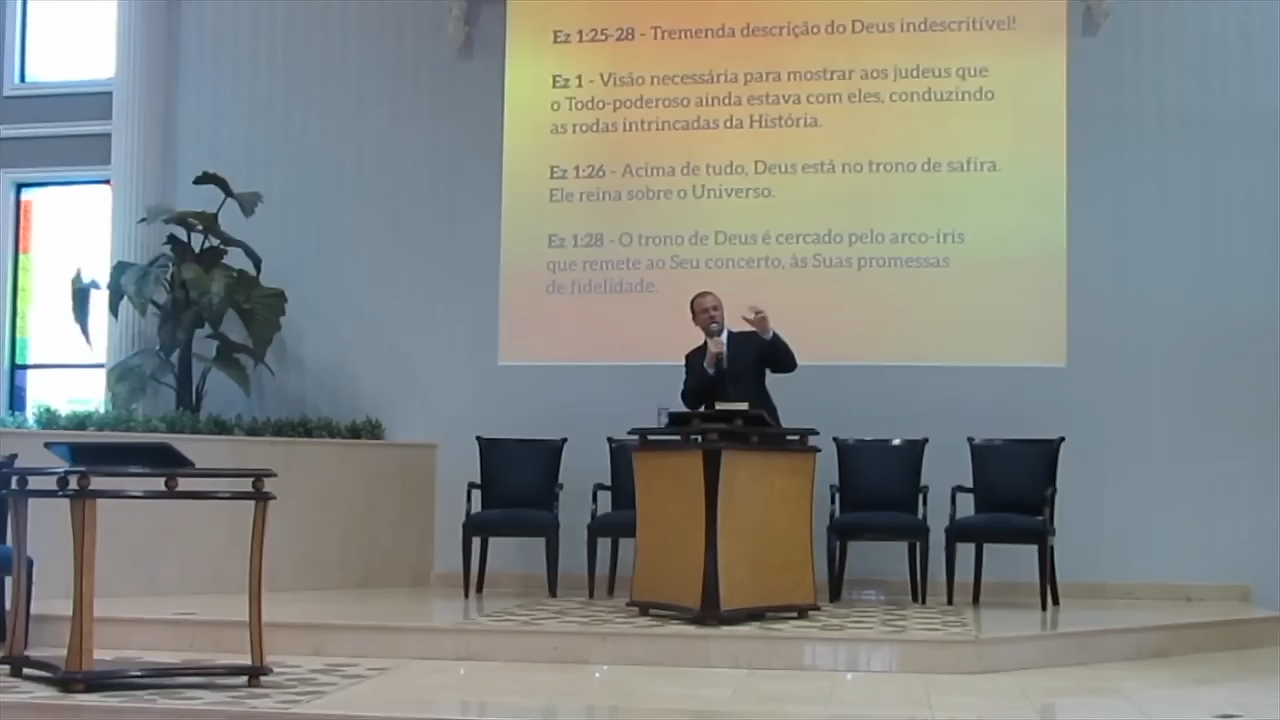 Ez 1:25-28 - Tremenda descrição do Deus indescritível!
Ez 1 - Visão necessária para mostrar aos judeus que
o Todo-poderoso ainda estava com eles, conduzindo
as rodas intrincadas da História.
Ez 1:26 - Acima de tudo, Deus está no trono de safira.
Ele reina sobre o Universo.
Ez 1:28 - O trono de Deus é cercado pelo arco-íris
que remete ao Seu concerto, às Suas promessas
de fidelidade.